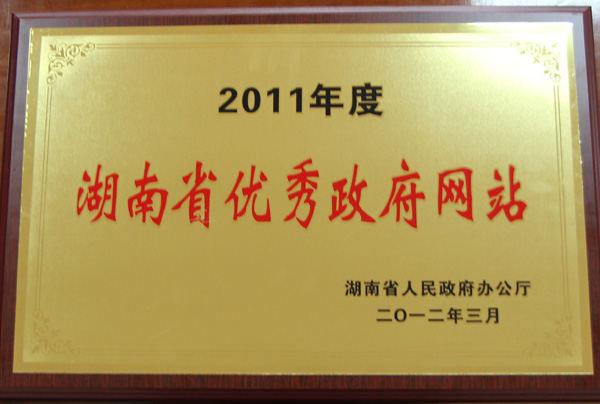 2011年度
湖南省优秀政府网站
湖南省人民政府办公厅
二〇一二年三月